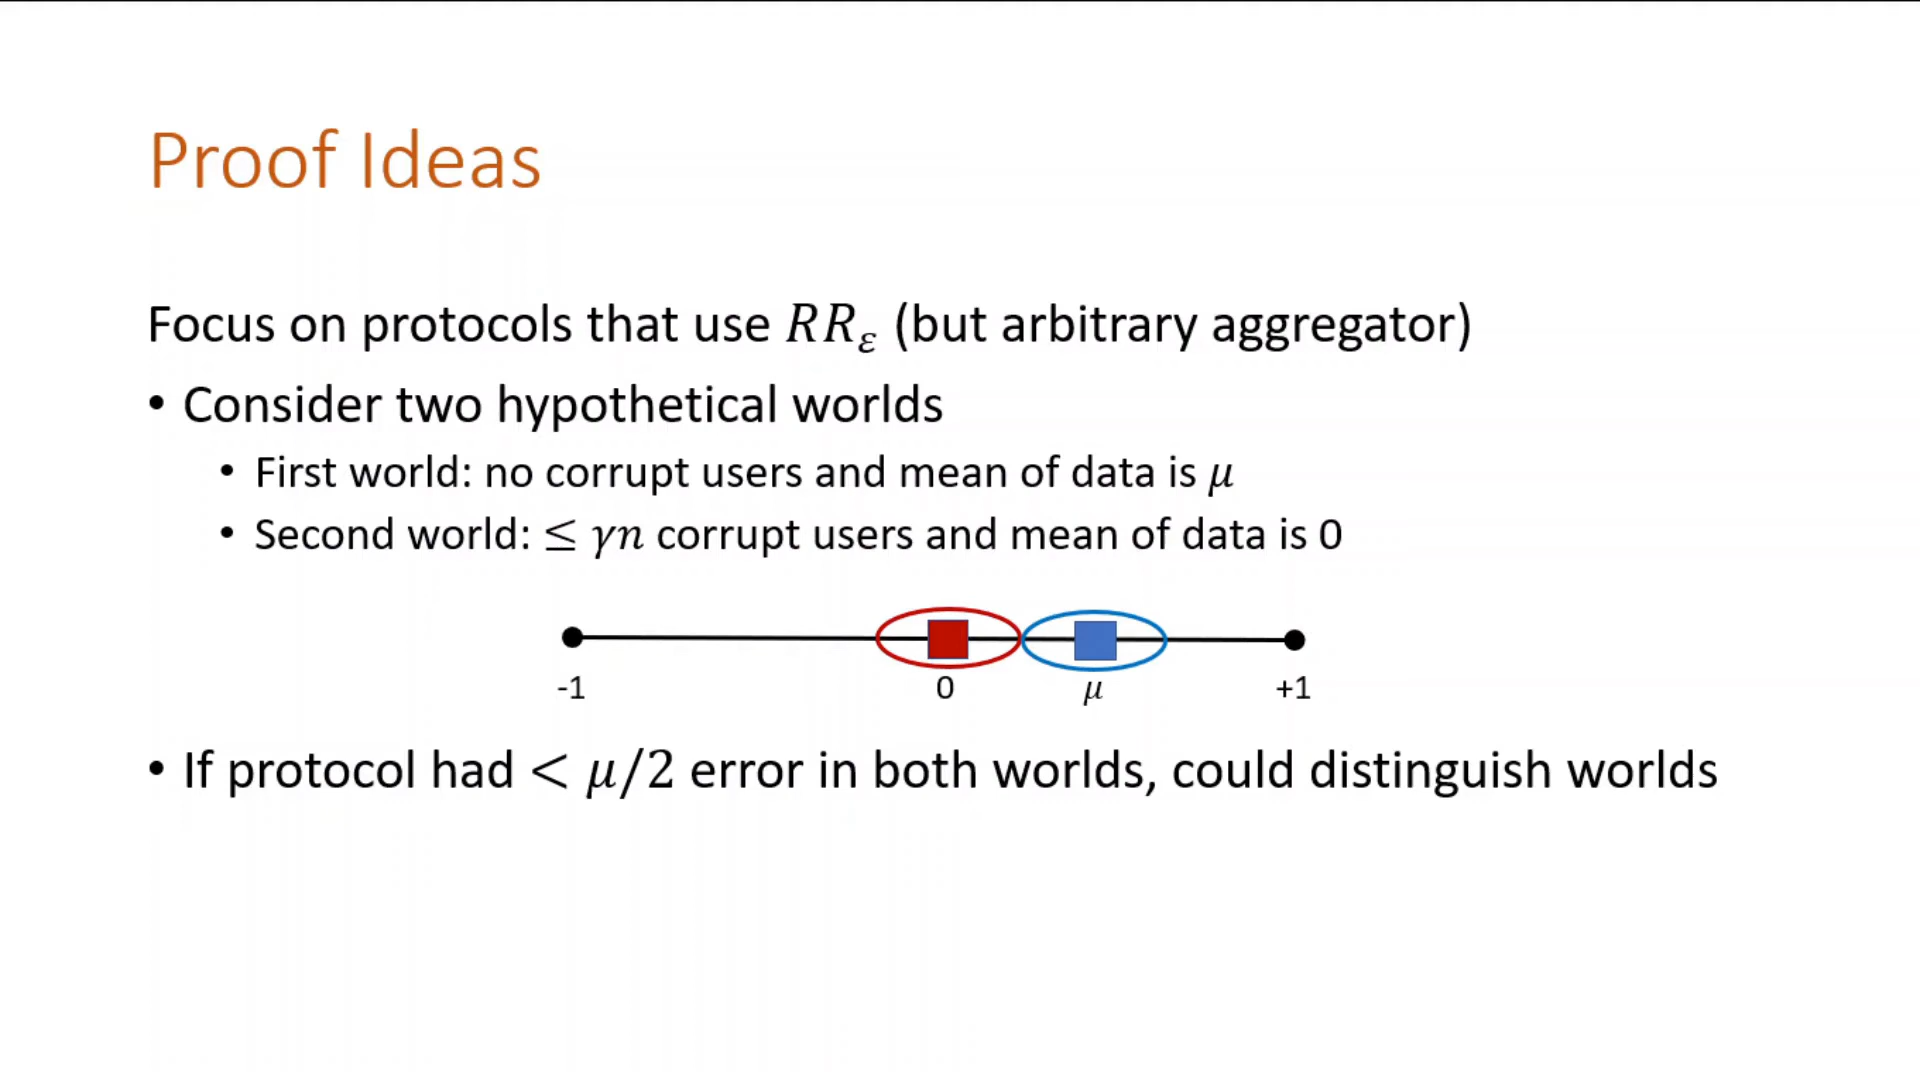 Proof Ideas
Focus on protocols that use 𝑅𝑅_𝜀 (but arbitrary aggregator)
• Consider two hypothetical worlds
• First world: no corrupt users and mean of data is 𝜇
• Second world: ≤ 𝛾𝑛 corrupt users and mean of data is 0
-1 0 𝜇 +1
• If protocol had < 𝜇/2 error in both worlds, could distinguish worlds